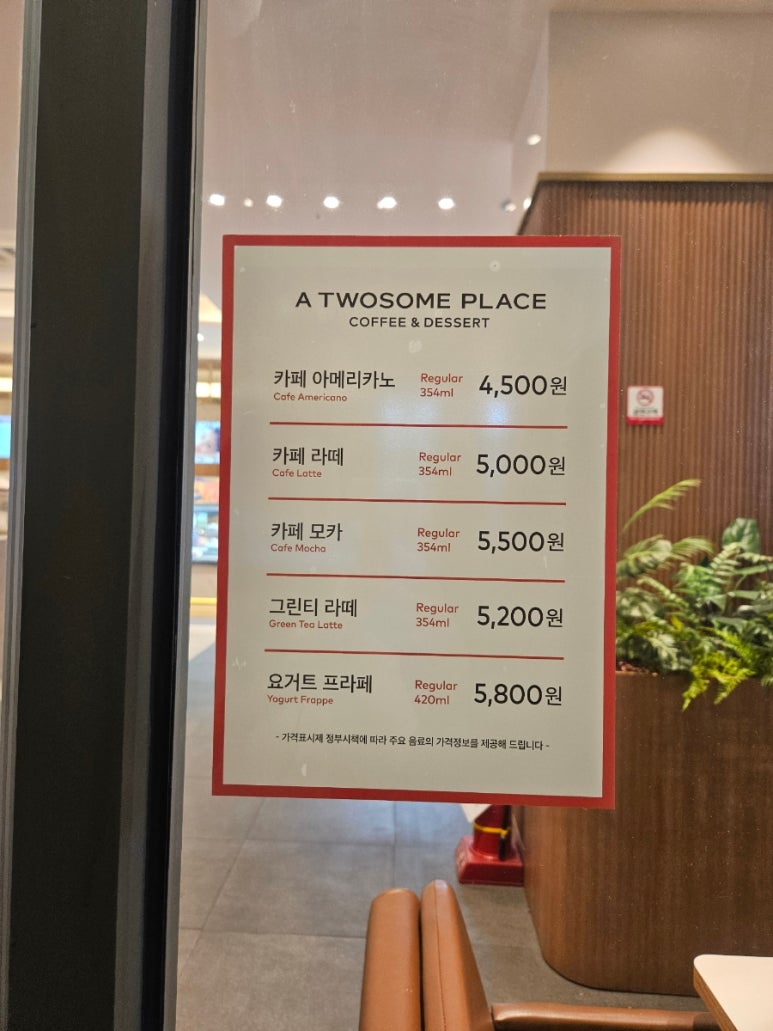 A TWOSOME PLACE
COFFEE & DESSERT
카페 아메리카노 Regular 4,500원
Cafe Americano 354ml
카페 라떼 Regular 5,000원
Cafe Latte 354ml
카페 모카 Regular 5,500원
Cafe Mocha 354ml
그린티 라떼 Regular 5,200원
Green Tea Latte 354ml
요거트 프라페 Regular 5,800원
Yogurt Frappe 420ml
- 가격표시제 정부시책에 따라 주요 음료의 가격정보를 제공해 드립니다 -